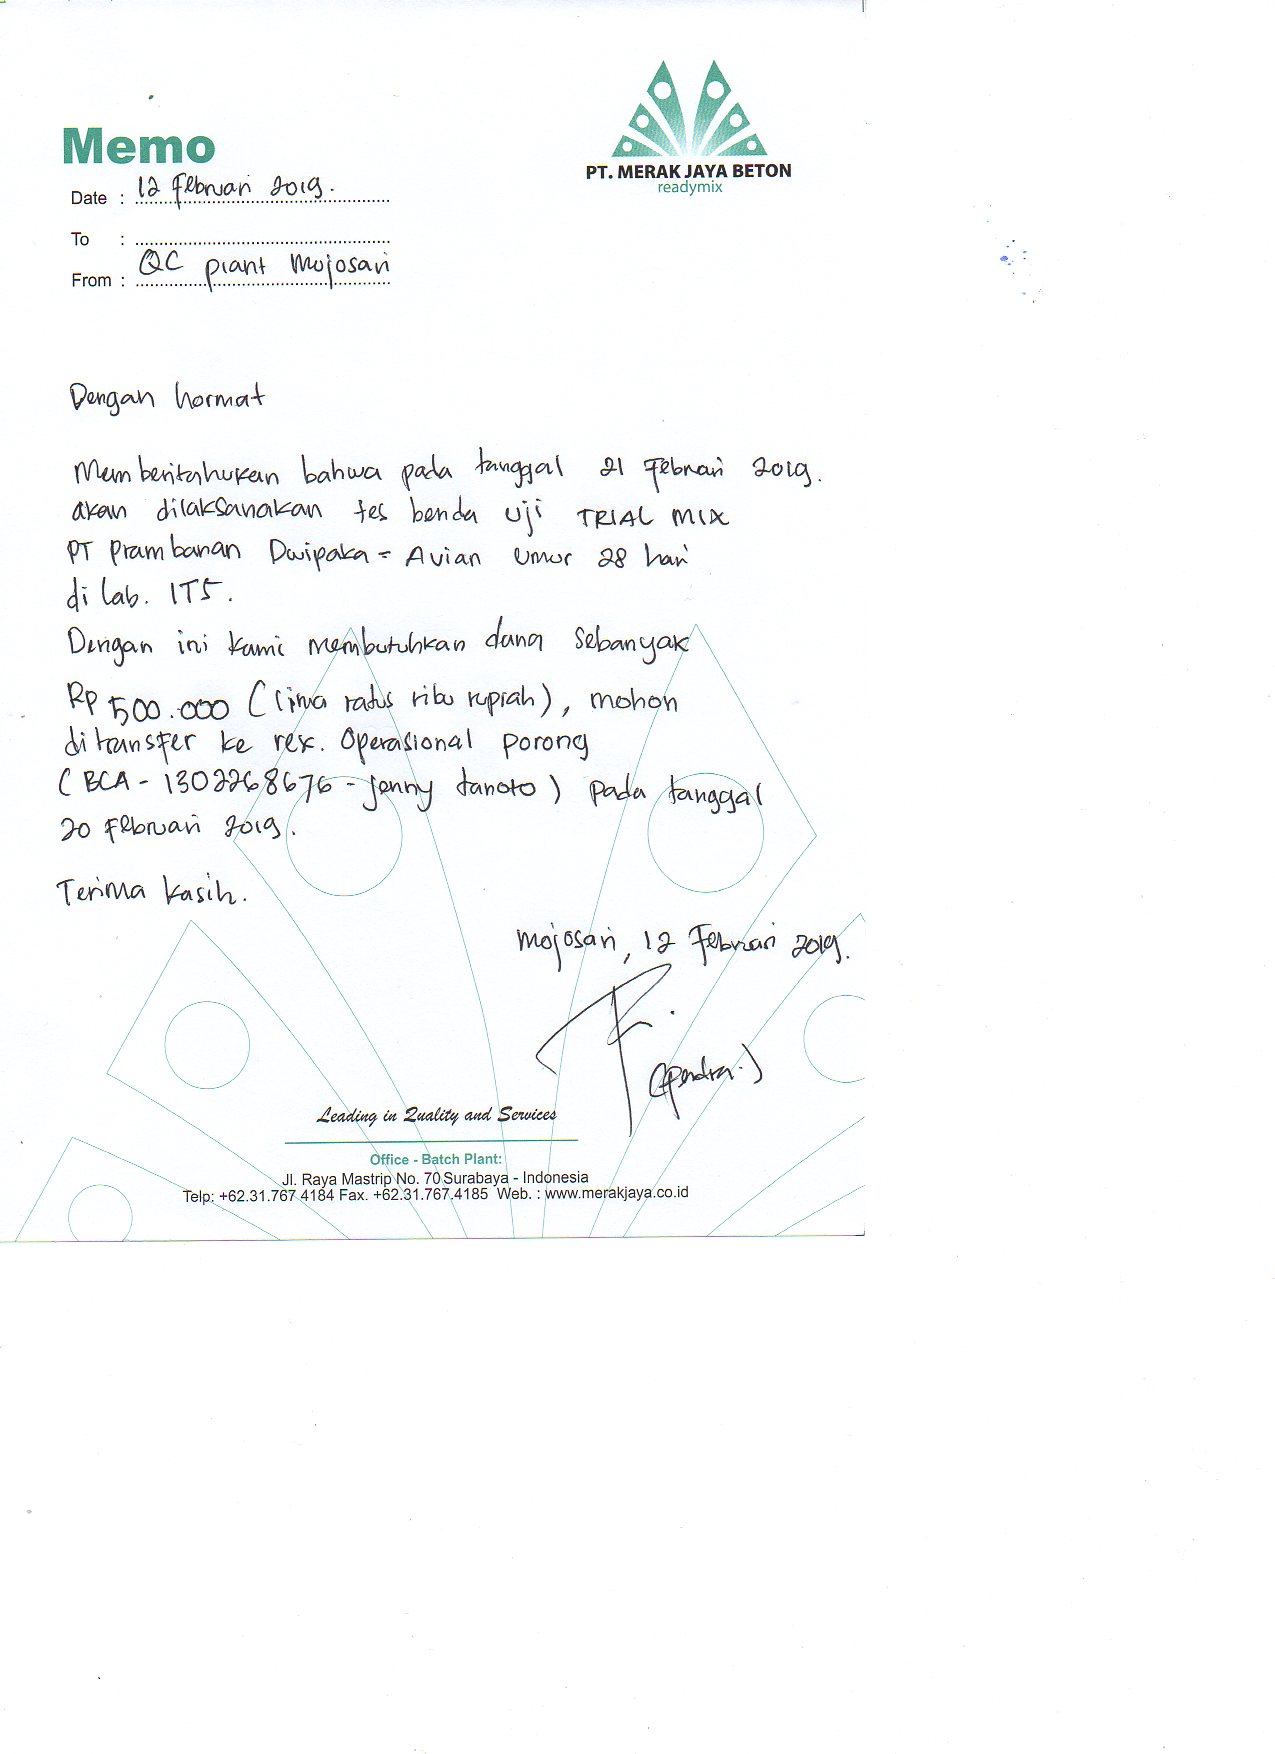 Memo
PT. MERAK JAYA BETON
readymix
Date : 12 Februari 2019.
To :
From : QC plant Mojosari
Dengan hormat
Memberitahukan bahwa pada tanggal 21 Februari 2019.
akan dilaksanakan tes benda uji TRIAL MIX
PT Prambanan Dwipaka - Avian umur 28 hari
di lab. ITS.
Dengan ini kami membutuhkan dana sebanyak
Rp 500.000 (lima ratus ribu rupiah), mohon
ditransfer ke rek. Operasional porong
(BCA - 1302268676 - Jenny tanoto) pada tanggal
20 Februari 2019.
Terima kasih.
Mojosari, 12 Februari 2019.
Leading in Quality and Services
Office - Batch Plant:
Jl. Raya Mastrip No. 70 Surabaya - Indonesia
Telp: +62.31.767 4184 Fax. +62.31.767.4185 Web. : www.merakjaya.co.id